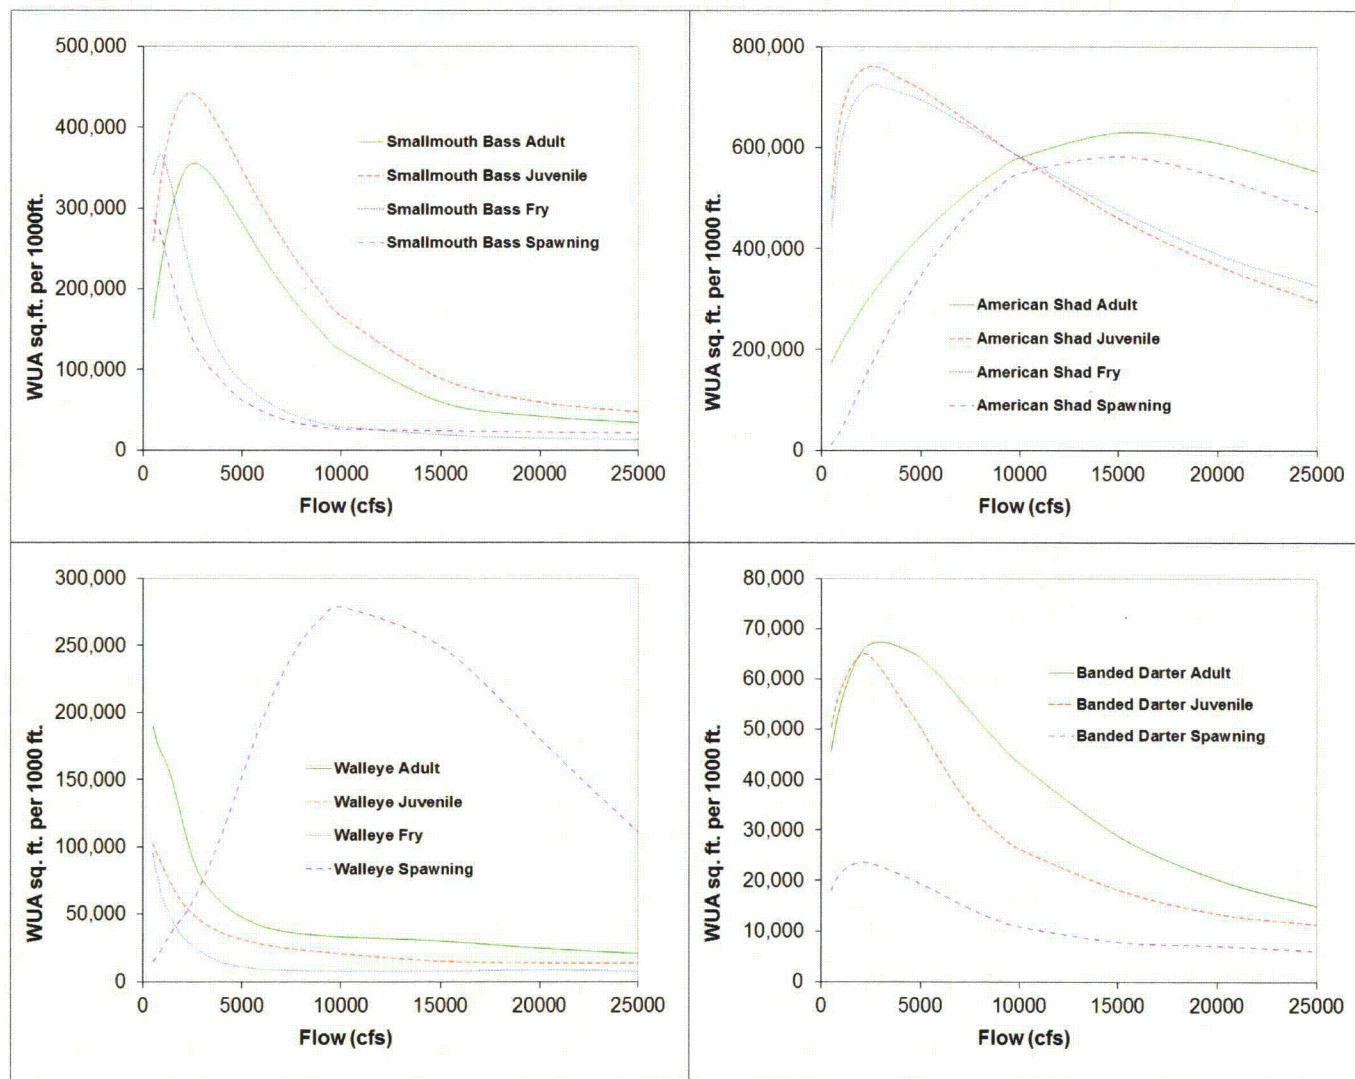 500,000
400,000
300,000
200,000
100,000
0
WUA sq.ft. per 1000ft.
Smallmouth Bass Adult
Smallmouth Bass Juvenile
Smallmouth Bass Fry
Smallmouth Bass Spawning
0 5000 10000 15000 20000 25000
Flow (cfs)
800,000
600,000
400,000
200,000
0
WUA sq. ft. per 1000 ft.
American Shad Adult
American Shad Juvenile
American Shad Fry
American Shad Spawning
0 5000 10000 15000 20000 25000
Flow (cfs)
300,000
250,000
200,000
150,000
100,000
50,000
0
WUA sq. ft. per 1000 ft.
Walleye Adult
Walleye Juvenile
Walleye Fry
Walleye Spawning
0 5000 10000 15000 20000 25000
Flow (cfs)
80,000
70,000
60,000
50,000
40,000
30,000
20,000
10,000
0
WUA sq. ft. per 1000 ft.
Banded Darter Adult
Banded Darter Juvenile
Banded Darter Spawning
0 5000 10000 15000 20000 25000
Flow (cfs)